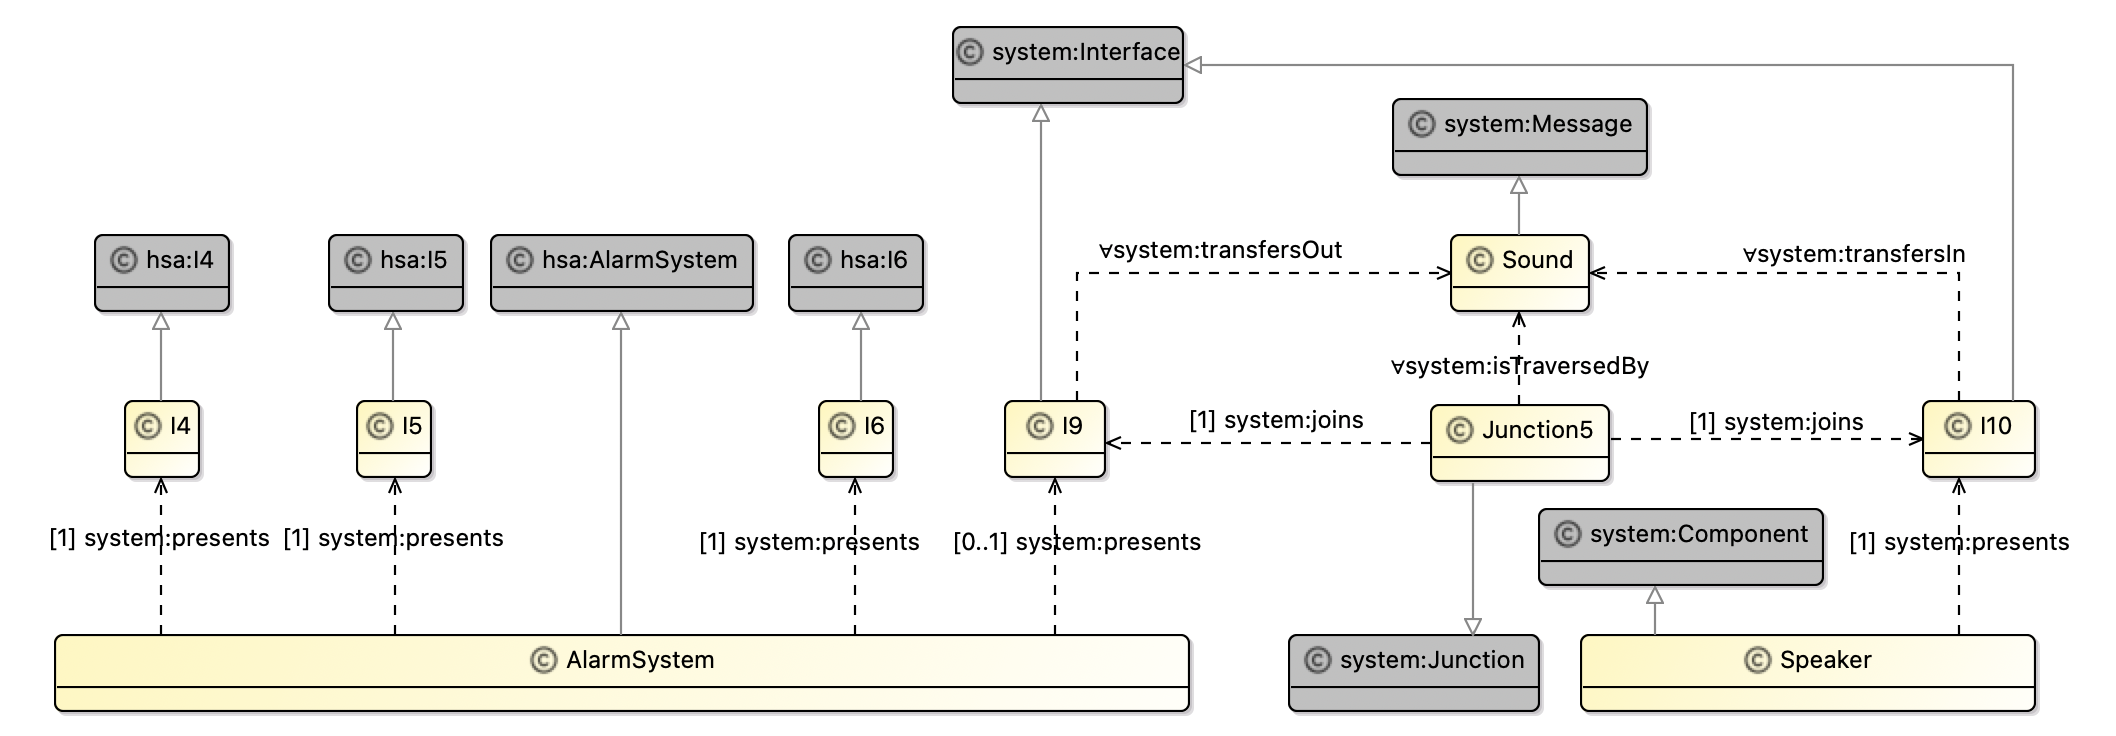 system:Interface
system:Message
hsa:I4
hsa:I5
hsa:AlarmSystem
hsa:I6
∀system:transfersOut
Sound
∀system:transfersIn
∀system:isTraversedBy
I4
I5
I6
I9
[1] system:joins
Junction5
[1] system:joins
I10
[1] system:presents
[1] system:presents
[1] system:presents
[0..1] system:presents
system:Component
[1] system:presents
AlarmSystem
system:Junction
Speaker